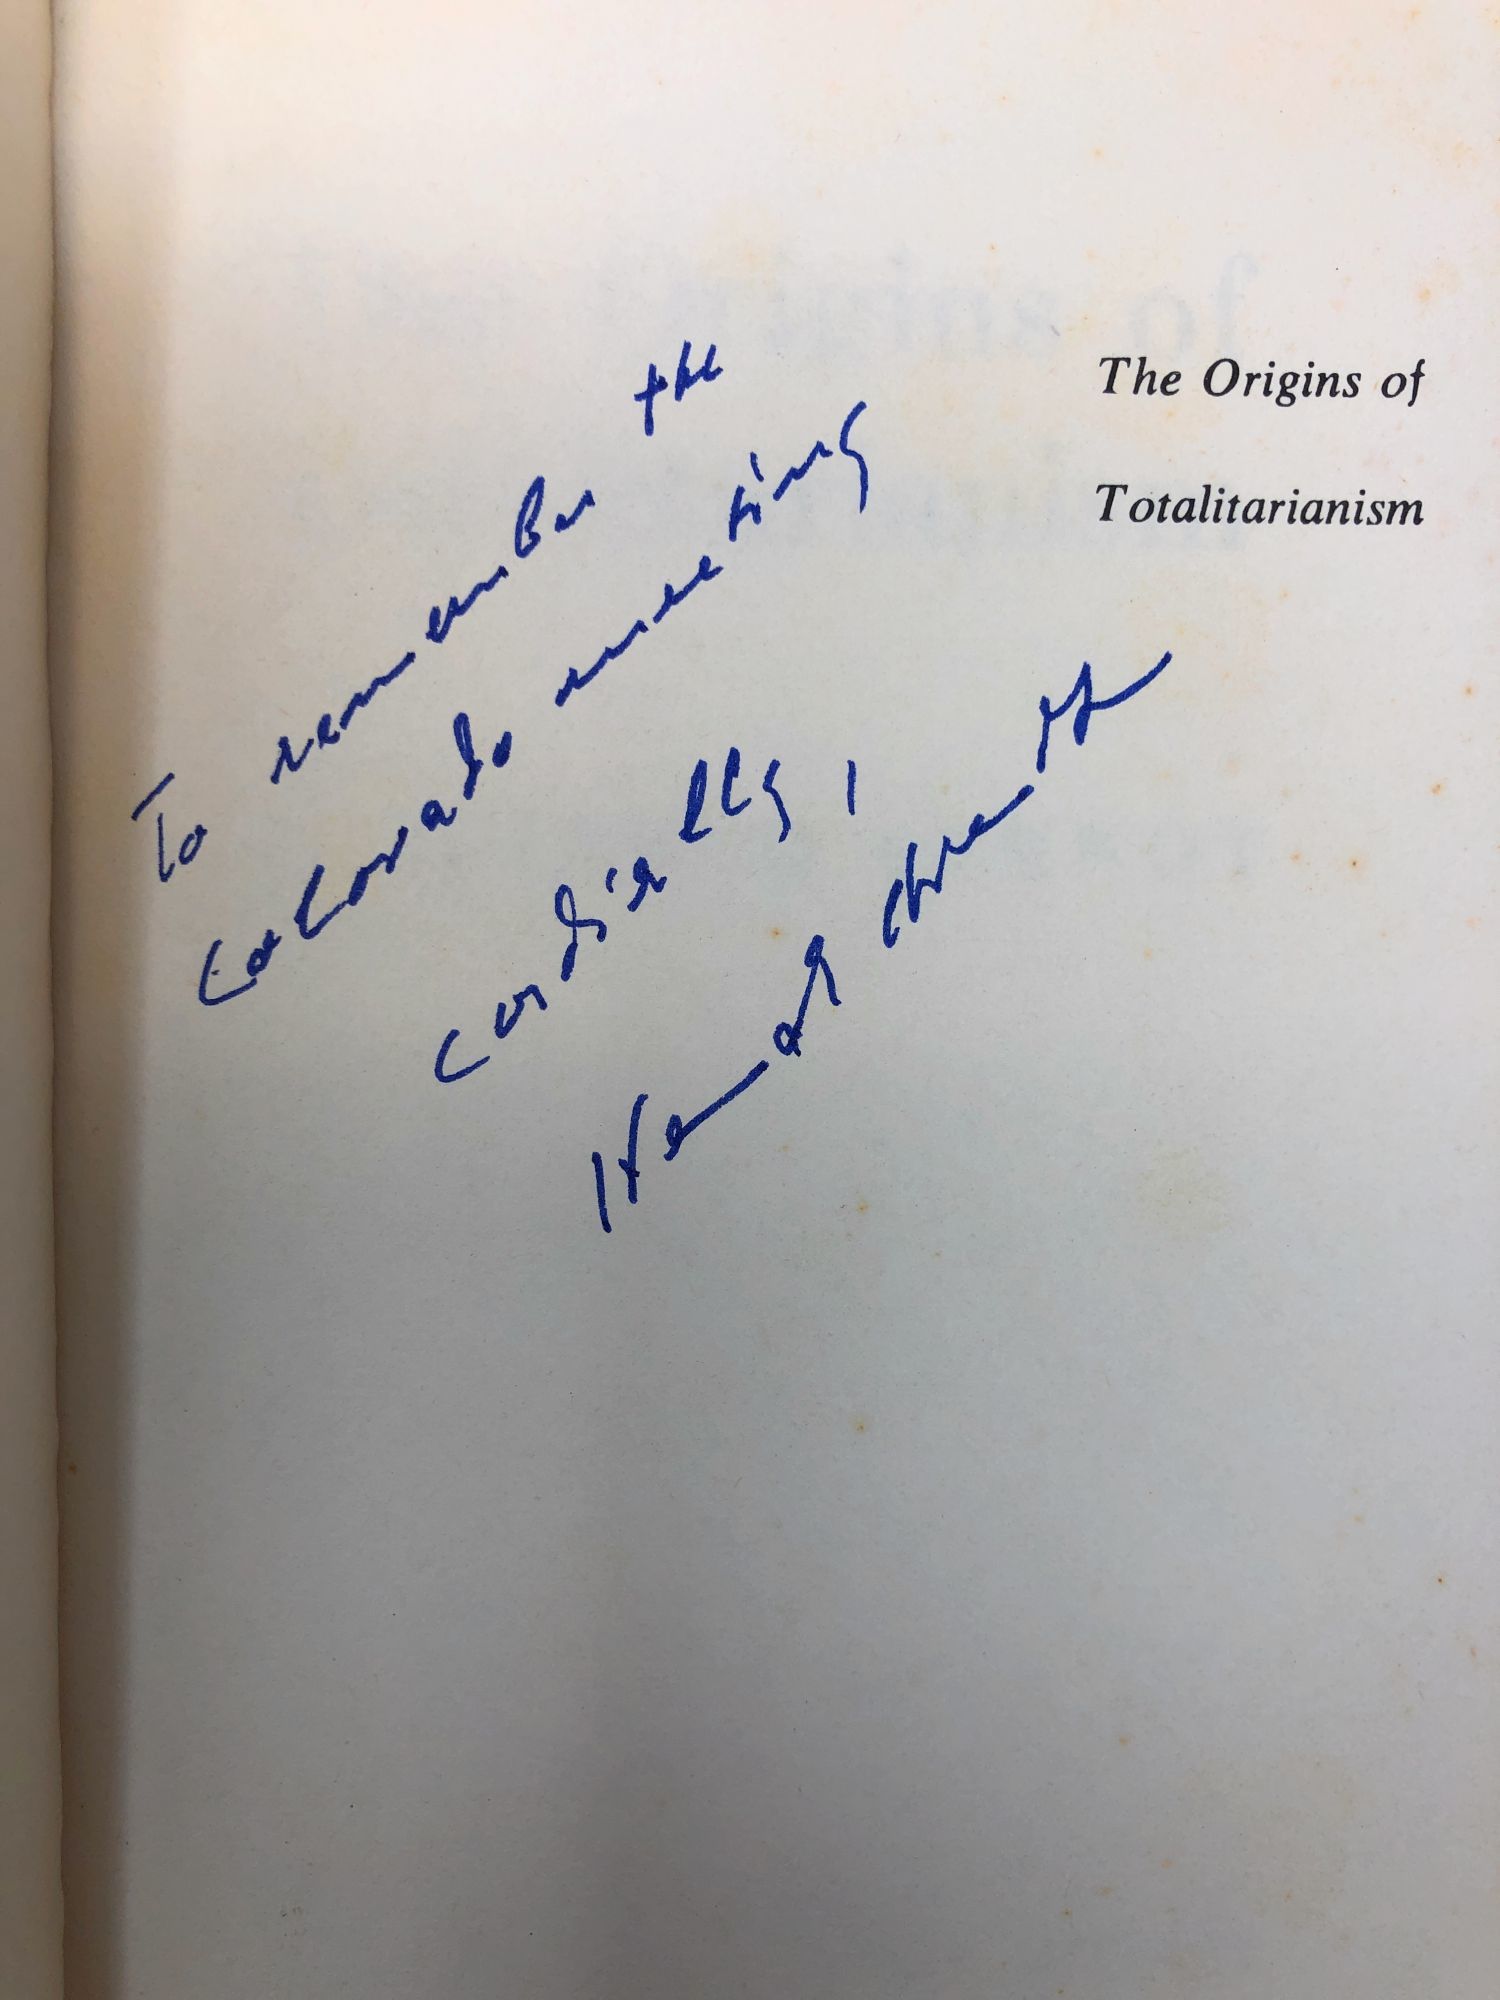 The Origins of
Totalitarianism
To remember the
Colorado meeting
Cordially,
Hannah Arendt